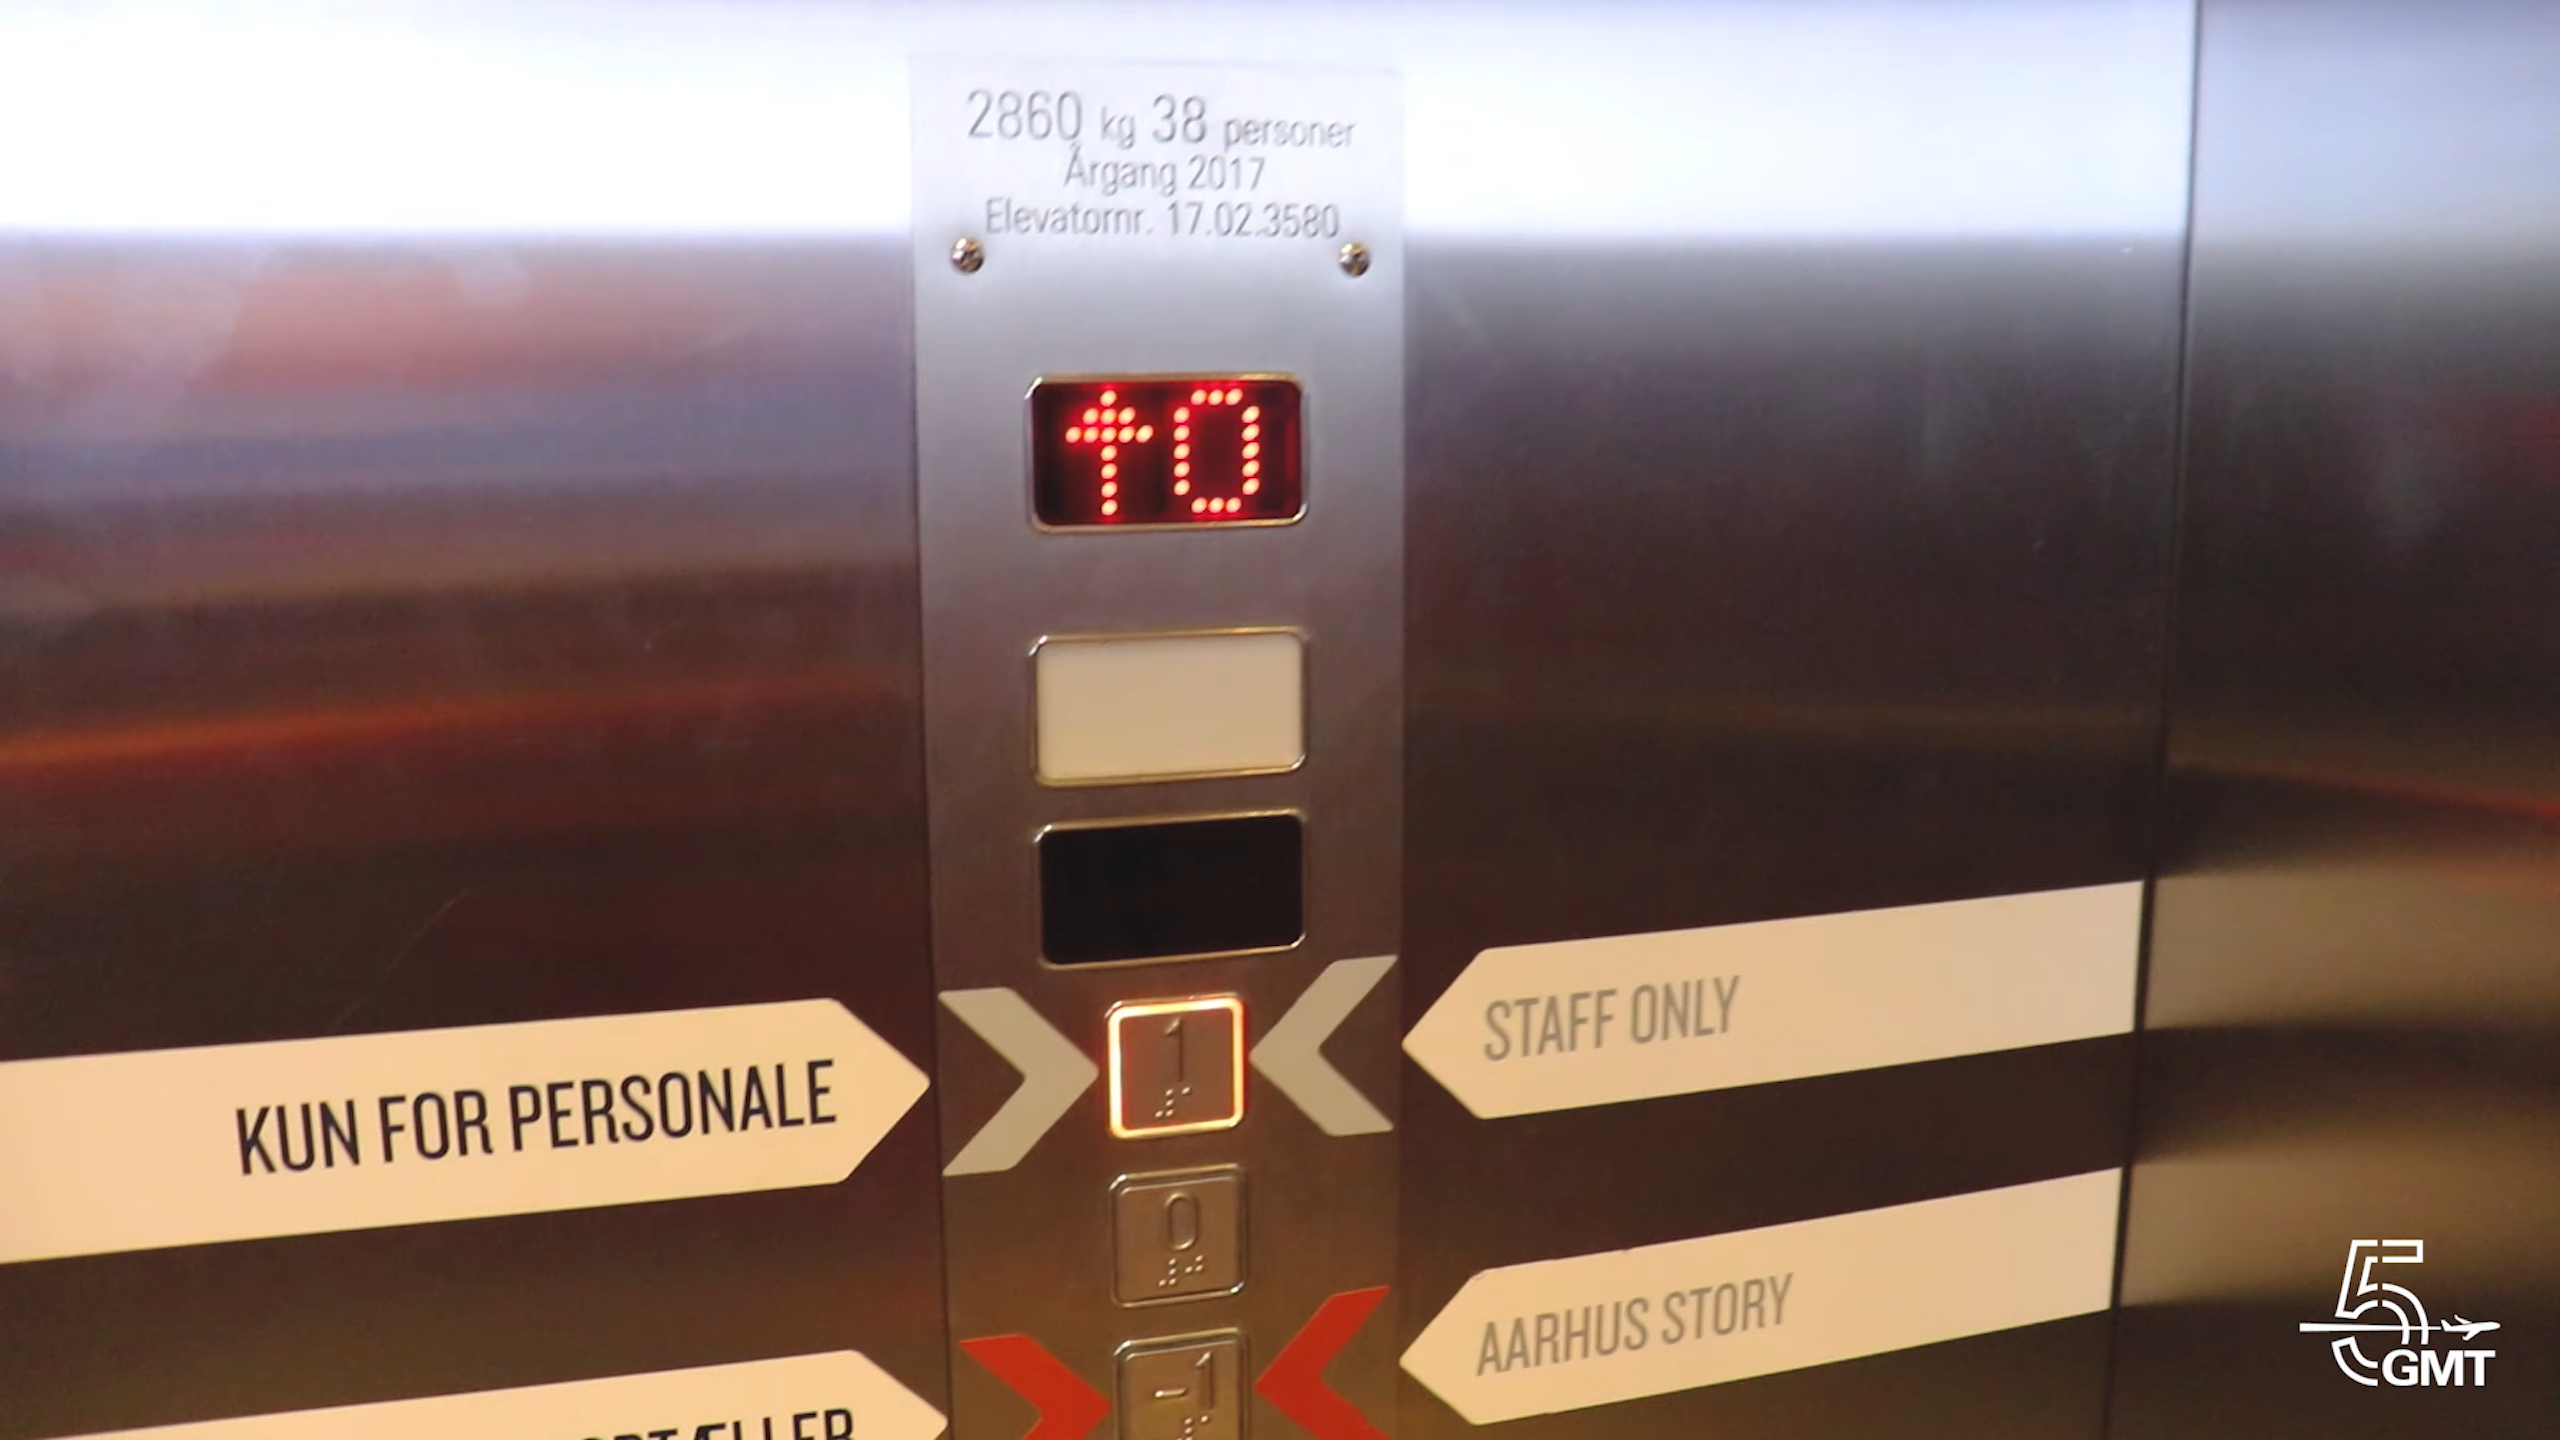 2860 kg 38 personer
Årgang 2017
Elevatornr. 17.02.3580
↑0
1
KUN FOR PERSONALE
STAFF ONLY
0
AARHUS STORY
-1
5
GMT